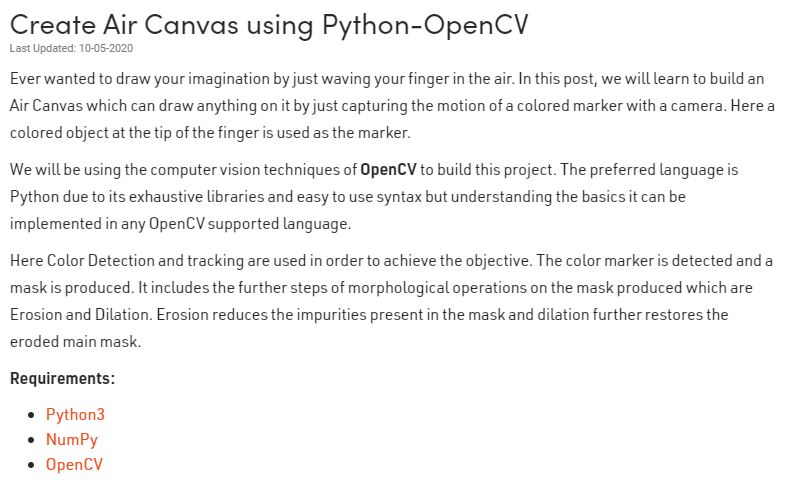 Create Air Canvas using Python-OpenCV
Last Updated: 10-05-2020
Ever wanted to draw your imagination by just waving your finger in the air. In this post, we will learn to build an
Air Canvas which can draw anything on it by just capturing the motion of a colored marker with a camera. Here a
colored object at the tip of the finger is used as the marker.
We will be using the computer vision techniques of OpenCV to build this project. The preferred language is
Python due to its exhaustive libraries and easy to use syntax but understanding the basics it can be
implemented in any OpenCV supported language.
Here Color Detection and tracking are used in order to achieve the objective. The color marker is detected and a
mask is produced. It includes the further steps of morphological operations on the mask produced which are
Erosion and Dilation. Erosion reduces the impurities present in the mask and dilation further restores the
eroded main mask.
Requirements:
• Python3
• NumPy
• OpenCV